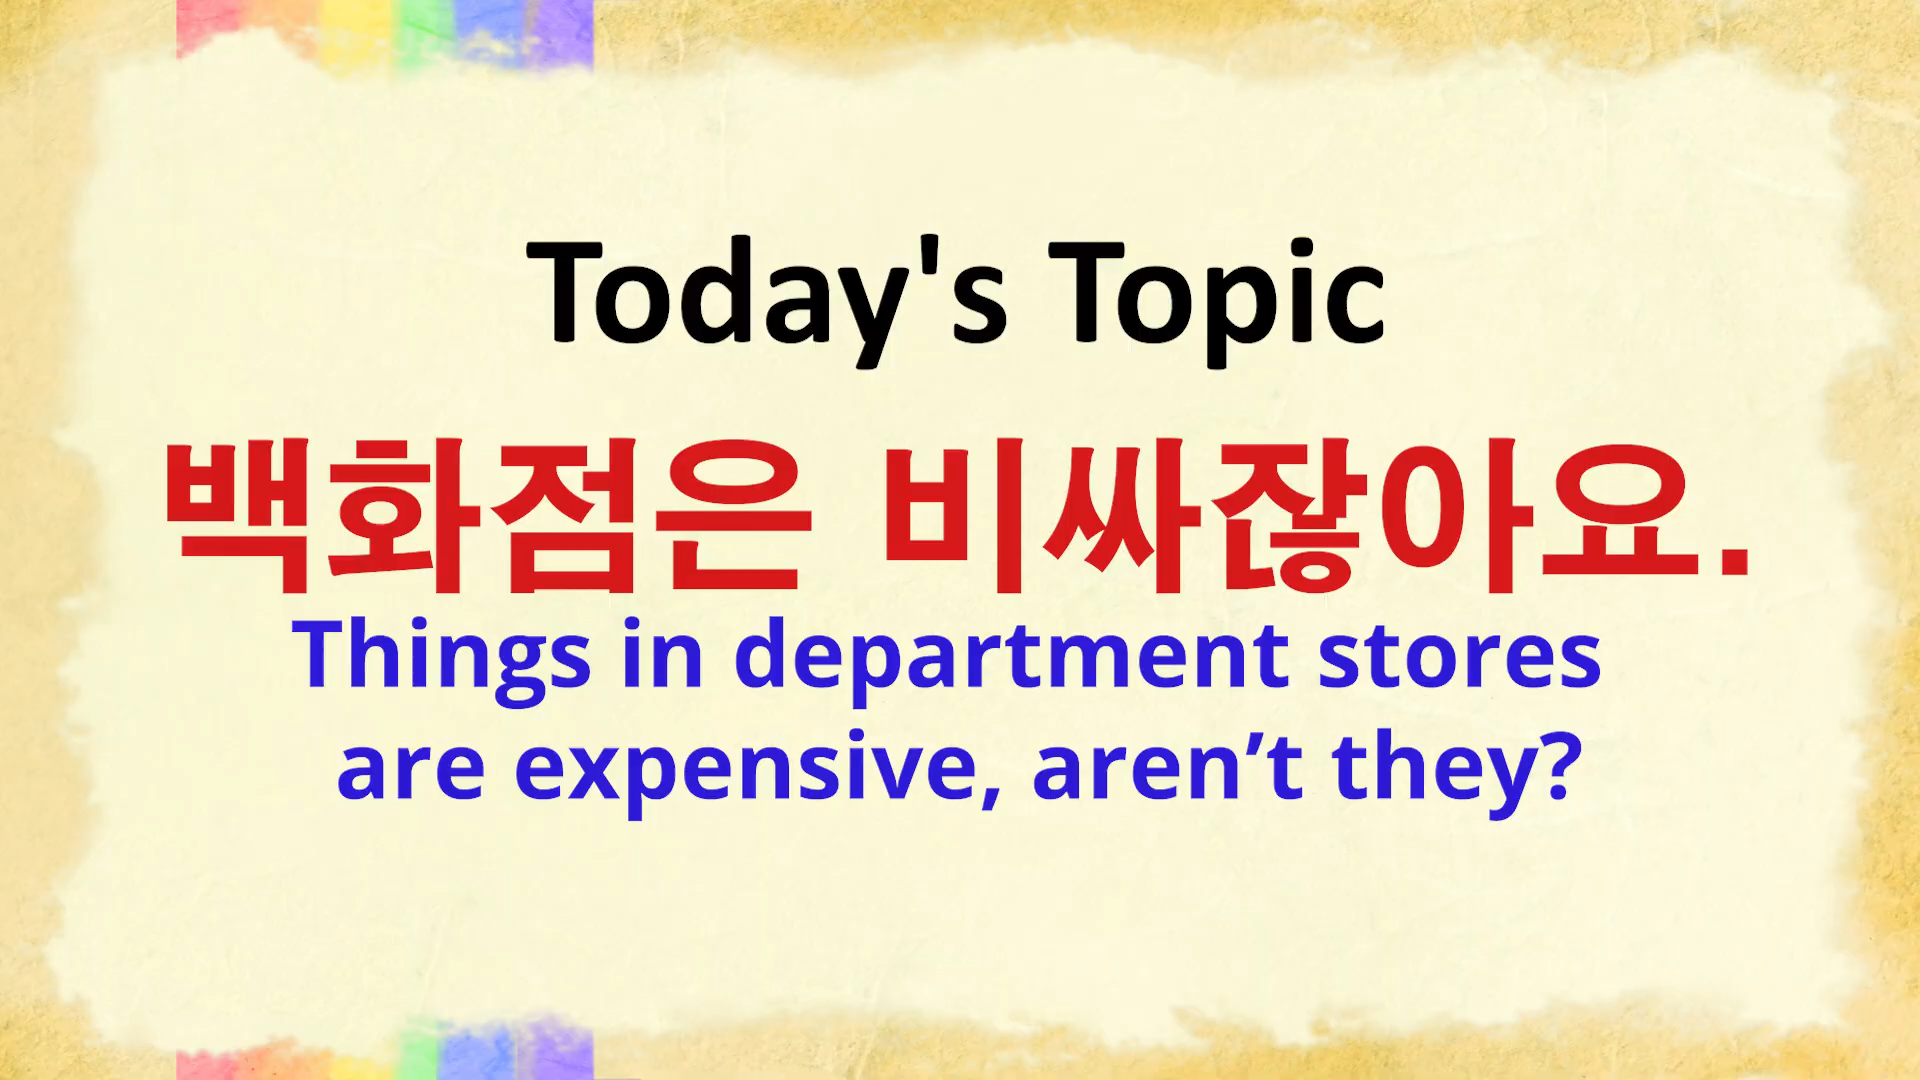 Today's Topic
백화점은 비싸잖아요.
Things in department stores
are expensive, aren’t they?